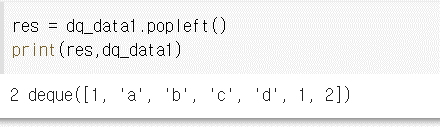 res = dq_data1.popleft()
print(res,dq_data1)
2 deque([1, 'a', 'b', 'c', 'd', 1, 2])